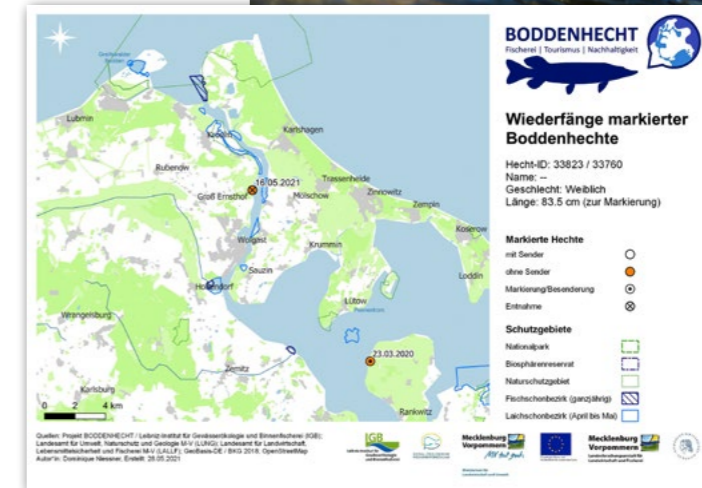 BODDENHECHT
Fischerei | Tourismus | Nachhaltigkeit
Wiederfänge markierter
Boddenhechte
Hecht-ID: 33823 / 33760
Name: --
Geschlecht: Weiblich
Länge: 83.5 cm (zur Markierung)
Markierte Hechte
mit Sender
ohne Sender
Markierung/Besenderung
Entnahme
Schutzgebiete
Nationalpark
Biosphärenreservat
Naturschutzgebiet
Fischschonbezirk (ganzjährig)
Laichschonbezirk (April bis Mai)
Lubmin
Karlshagen
Rubenow
Trassenheide
16.05.2021
Groß Ernsthof
Mölschow
Zinnowitz
Zempin
Koserow
Wolgast
Krummin
Sauzin
Loddin
Hohendorf
Lütow
Wrangelsburg
23.03.2020
Zemitz
Karlsburg
Rankwitz
0 2 4 km
Quellen: Projekt BODDENHECHT / Leibniz-Institut für Gewässerökologie und Binnenfischerei (IGB);
Landesamt für Umwelt, Naturschutz und Geologie M-V (LUNG); Landesamt für Landwirtschaft,
Lebensmittelsicherheit und Fischerei M-V (LALLF); GeoBasis-DE / BKG 2018, OpenStreetMap
Autor*in: Dominique Niessner, Erstellt: 26.05.2021
IGB
Mecklenburg
Vorpommern
MV tut gut.
Mecklenburg
Vorpommern